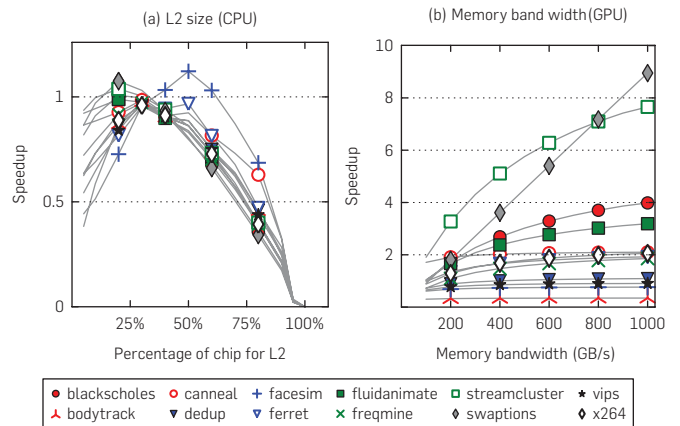 (a) L2 size (CPU)
Speedup
1
0.5
0
25%
50%
75%
100%
Percentage of chip for L2
(b) Memory band width(GPU)
Speedup
10
8
6
4
2
0
200
400
600
800
1000
Memory bandwidth (GB/s)
blackscholes
canneal
facesim
fluidanimate
streamcluster
vips
bodytrack
dedup
ferret
freqmine
swaptions
x264